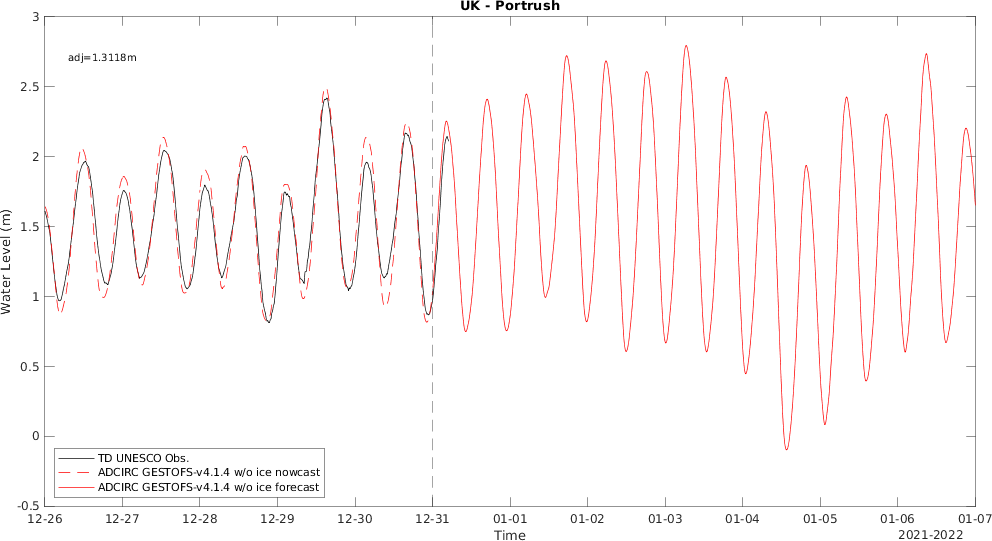 UK - Portrush
adj=1.3118m
Water Level (m)
3
2.5
2
1.5
1
0.5
0
-0.5
TD UNESCO Obs.
ADCIRC GESTOFS-v4.1.4 w/o ice nowcast
ADCIRC GESTOFS-v4.1.4 w/o ice forecast
12-26 12-27 12-28 12-29 12-30 12-31 01-01 01-02 01-03 01-04 01-05 01-06 01-07
Time
2021-2022